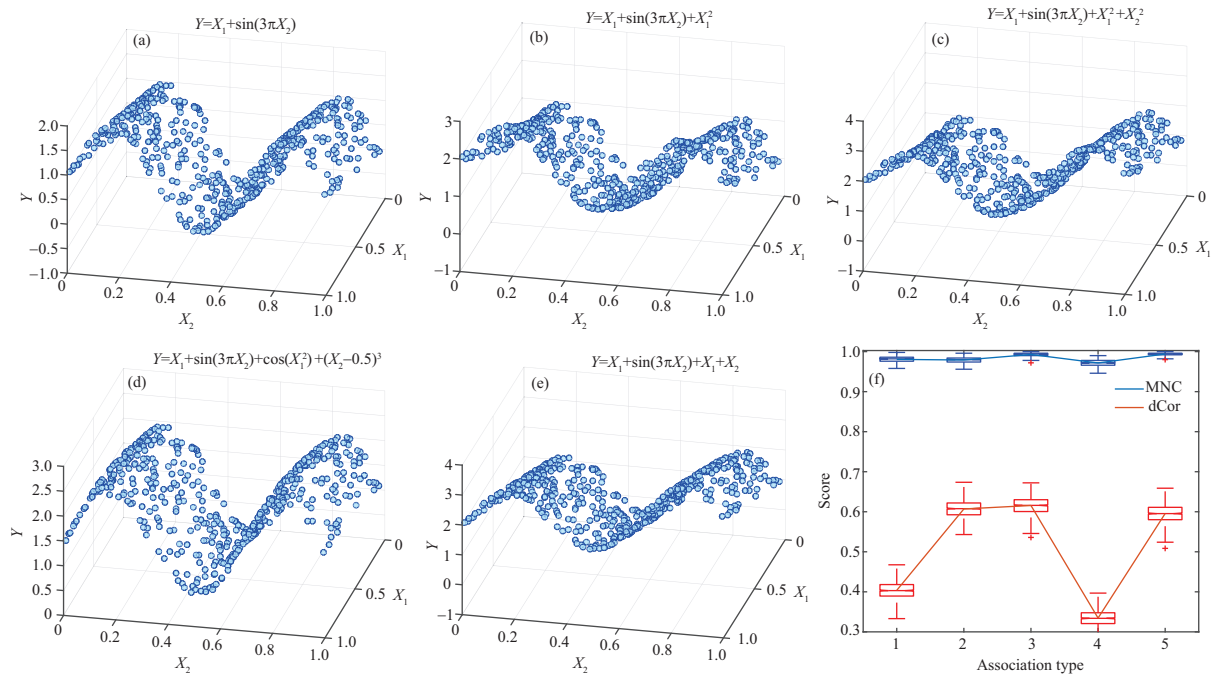 Y=X₁+sin(3πX₂)
(a)
2.0
1.5
1.0
0.5
0
−0.5
−1.0
Y
0
0.2
0.4
0.6
0.8
1.0
X₂
0
0.5
1.0
X₁
Y=X₁+sin(3πX₂)+X₁²
(b)
3
2
1
0
−1
Y
0
0.2
0.4
0.6
0.8
1.0
X₂
0
0.5
1.0
X₁
Y=X₁+sin(3πX₂)+X₁²+X₂²
(c)
4
3
2
1
0
−1
Y
0
0.2
0.4
0.6
0.8
1.0
X₂
0
0.5
1.0
X₁
Y=X₁+sin(3πX₂)+cos(X₁²)+(X₂−0.5)³
(d)
3.0
2.5
2.0
1.5
1.0
0.5
0
Y
0
0.2
0.4
0.6
0.8
1.0
X₂
0
0.5
1.0
X₁
Y=X₁+sin(3πX₂)+X₁+X₂
(e)
4
3
2
1
0
−1
Y
0
0.2
0.4
0.6
0.8
1.0
X₂
0
0.5
1.0
X₁
(f)
MNC
dCor
1.0
0.9
0.8
0.7
0.6
0.5
0.4
0.3
Score
1
2
3
4
5
Association type